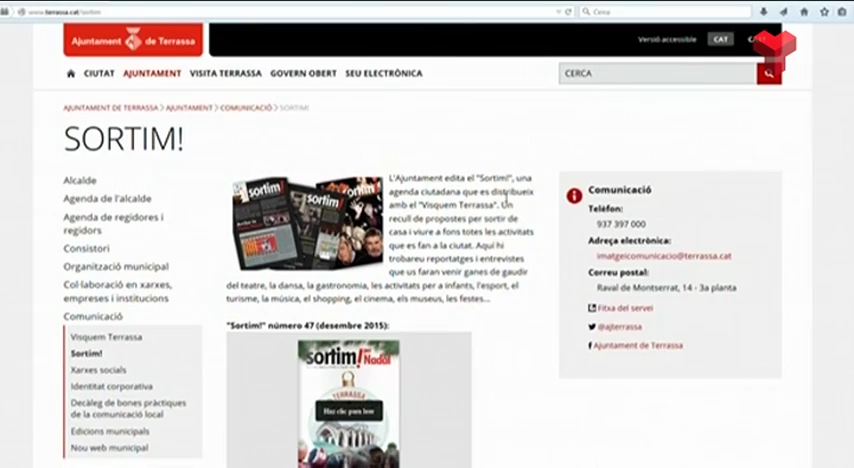 www.terrassa.cat/sortim
Cerca
Ajuntament de Terrassa
Versió accessible CAT
CIUTAT AJUNTAMENT VISITA TERRASSA GOVERN OBERT SEU ELECTRÒNICA
CERCA
AJUNTAMENT DE TERRASSA > AJUNTAMENT > COMUNICACIÓ > SORTIM!
SORTIM!
Alcalde
Agenda de l'alcalde
Agenda de regidores i
regidors
Consistori
Organització municipal
Col·laboració en xarxes,
empreses i institucions
Comunicació
Visquem Terrassa
Sortim!
Xarxes socials
Identitat corporativa
Decàleg de bones pràctiques
de la comunicació local
Edicions municipals
Nou web municipal
sortim!
sortim!
sortim!
L'Ajuntament edita el "Sortim!", una
agenda ciutadana que es distribueix
amb el "Visquem Terrassa". Un
recull de propostes per sortir de
casa i viure a fons totes les activitats
que es fan a la ciutat. Aquí hi
trobareu reportatges i entrevistes
que us faran venir ganes de gaudir
del teatre, la dansa, la gastronomia, les activitats per a infants, l'esport, el
turisme, la música, el shopping, el cinema, els museus, les festes...
"Sortim!" número 47 (desembre 2015):
sortim!
Nadal
TERRASSA
Haz clic para leer
Comunicació
Telèfon:
937 397 000
Adreça electrònica:
imatgeicomunicacio@terrassa.cat
Correu postal:
Raval de Montserrat, 14 - 3a planta
Fitxa del servei
@ajterrassa
Ajuntament de Terrassa